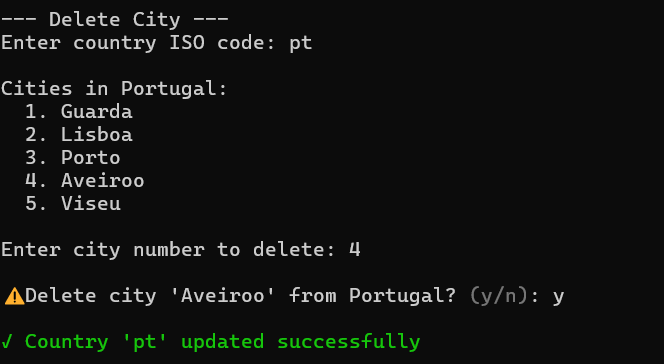 --- Delete City ---
Enter country ISO code: pt
Cities in Portugal:
1. Guarda
2. Lisboa
3. Porto
4. Aveiroo
5. Viseu
Enter city number to delete: 4
⚠️Delete city 'Aveiroo' from Portugal? (y/n): y
√ Country 'pt' updated successfully